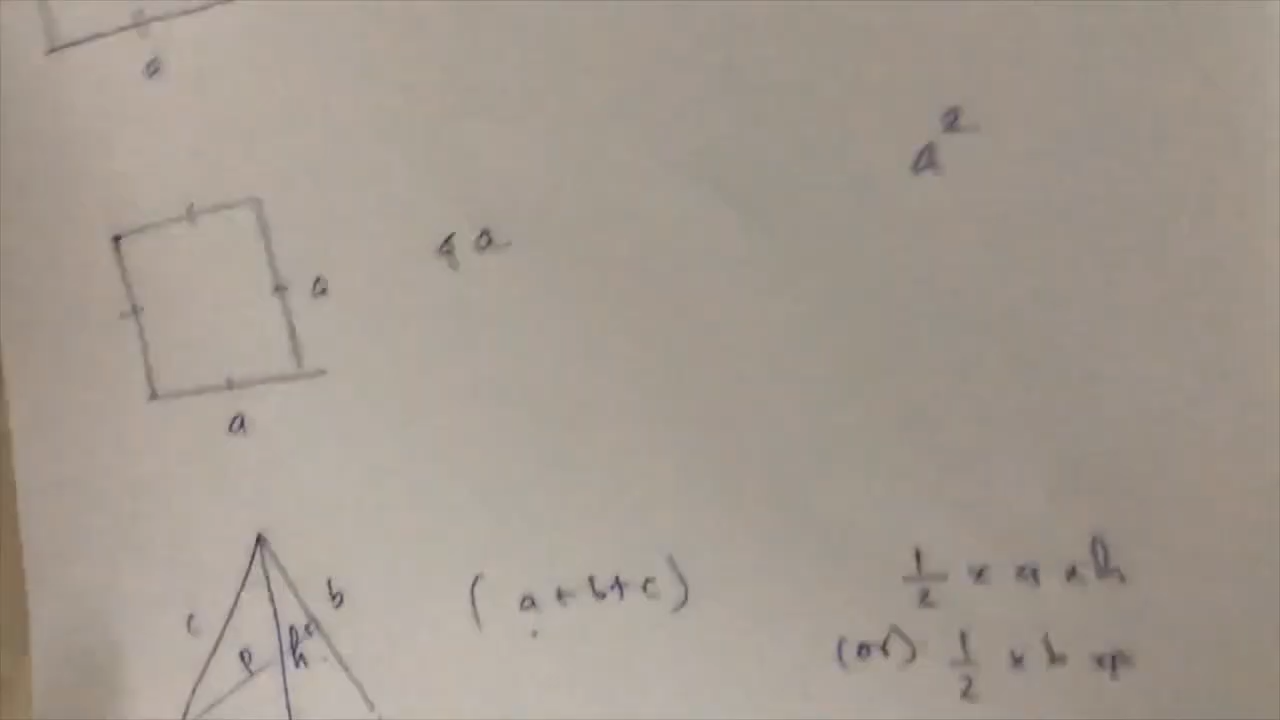 a
a²
4a
a
a
c
b
(a + b + c)
1/2 x a x h
p
h
(or) 1/2 x b x p